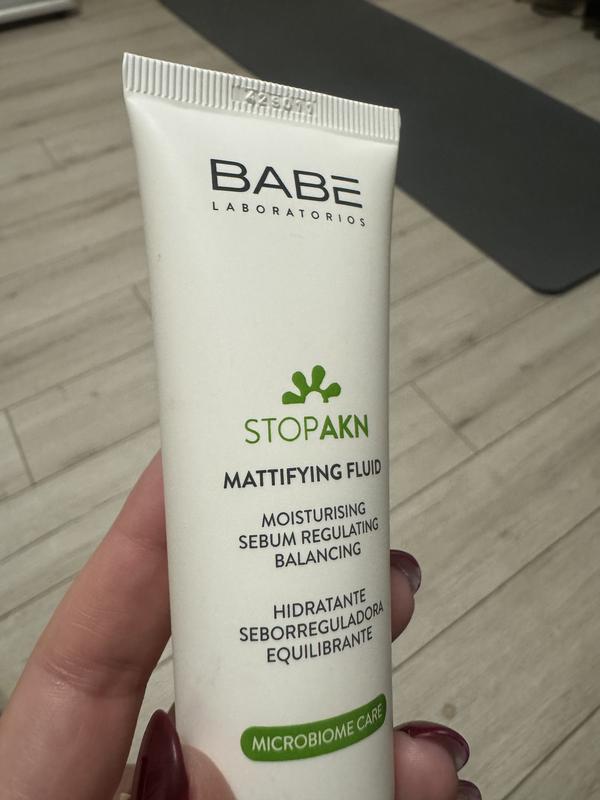 BABE
LABORATORIOS
STOPAKN
MATTIFYING FLUID
MOISTURISING
SEBUM REGULATING
BALANCING
HIDRATANTE
SEBORREGULADORA
EQUILIBRANTE
MICROBIOME CARE